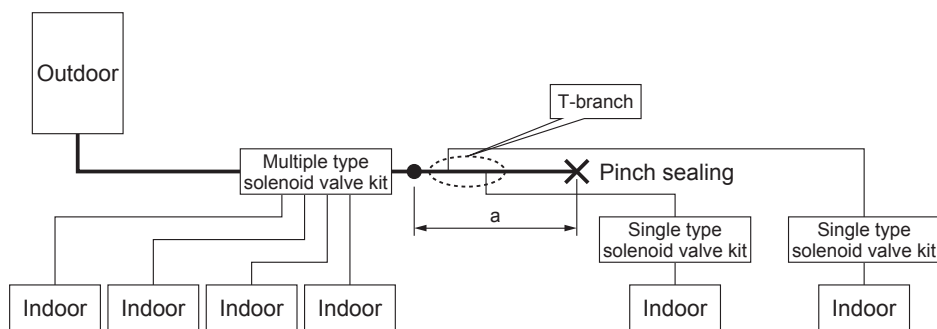 Outdoor
T-branch
Multiple type
solenoid valve kit
Pinch sealing
a
Single type
solenoid valve kit
Single type
solenoid valve kit
Indoor
Indoor
Indoor
Indoor
Indoor
Indoor